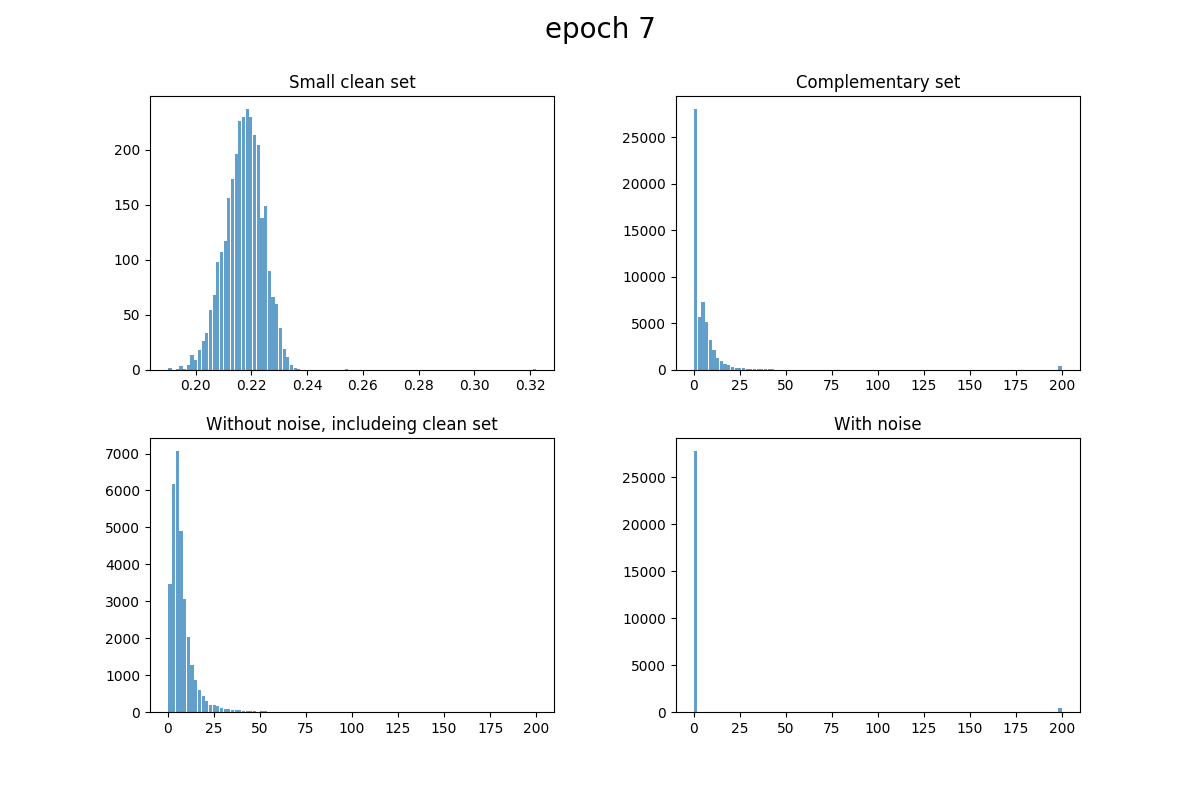 epoch 7
Small clean set
Complementary set
200
150
100
50
0
0.20 0.22 0.24 0.26 0.28 0.30 0.32
25000
20000
15000
10000
5000
0
0 25 50 75 100 125 150 175 200
Without noise, includeing clean set
With noise
7000
6000
5000
4000
3000
2000
1000
0
0 25 50 75 100 125 150 175 200
25000
20000
15000
10000
5000
0
0 25 50 75 100 125 150 175 200